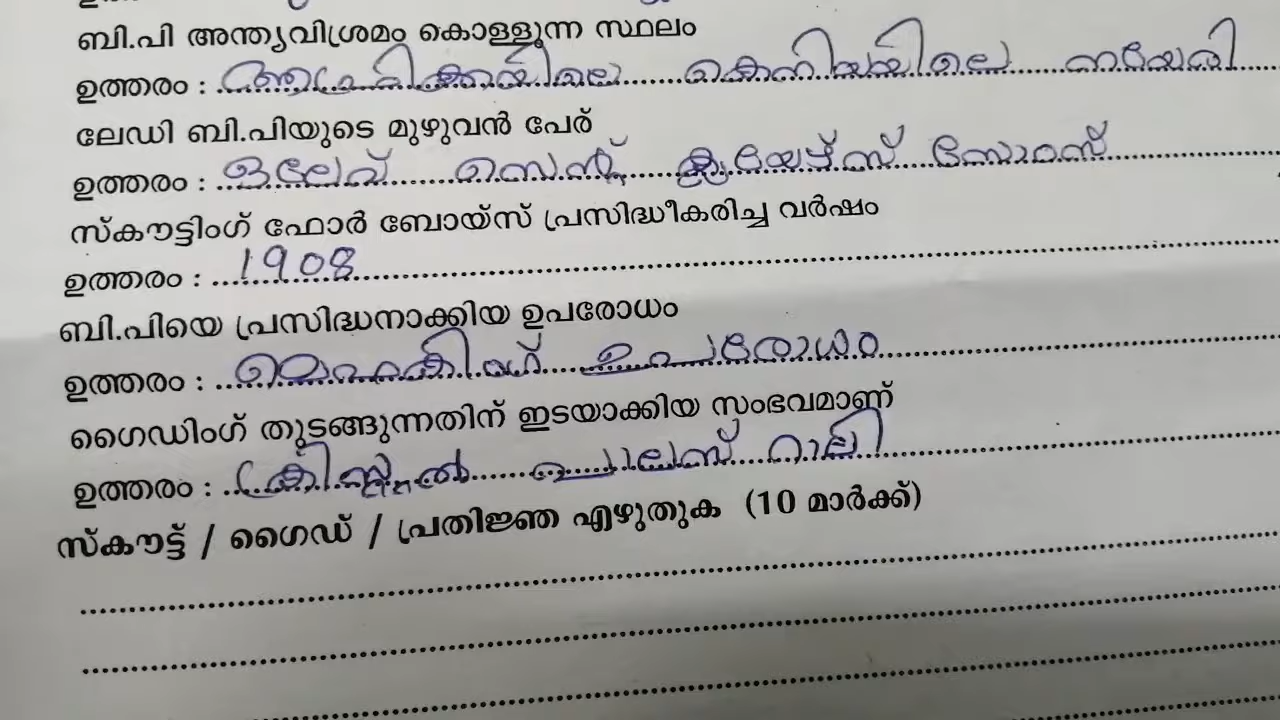 ബി.പി അന്ത്യവിശ്രമം കൊള്ളുന്ന സ്ഥലം
ഉത്തരം : ആഫ്രിക്കയിലെ കെനിയയിലെ നയേരി
ലേഡി ബി.പിയുടെ മുഴുവൻ പേര്
ഉത്തരം : ഒലേവ് സെന്റ് ക്ലയേഴ്സ് സോംസ്
സ്കൗട്ടിംഗ് ഫോർ ബോയ്സ് പ്രസിദ്ധീകരിച്ച വർഷം
ഉത്തരം : 1908
ബി.പിയെ പ്രസിദ്ധനാക്കിയ ഉപരോധം
ഉത്തരം : മെഫെകിംഗ് ഉപരോധം
ഗൈഡിംഗ് തുടങ്ങുന്നതിന് ഇടയാക്കിയ സംഭവമാണ്
ഉത്തരം : ക്രിസ്റ്റൽ പാലസ് റാലി
സ്കൗട്ട് / ഗൈഡ് / പ്രതിജ്ഞ എഴുതുക (10 മാർക്ക്)